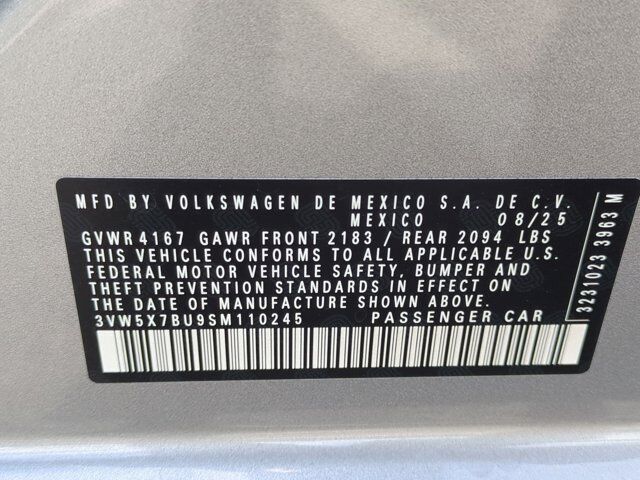 MFD BY VOLKSWAGEN DE MEXICO S.A. DE C.V.
MEXICO 08/25
GVWR 4167 GAWR FRONT 2183 / REAR 2094 LBS
THIS VEHICLE CONFORMS TO ALL APPLICABLE U.S.
FEDERAL MOTOR VEHICLE SAFETY, BUMPER AND
THEFT PREVENTION STANDARDS IN EFFECT ON
THE DATE OF MANUFACTURE SHOWN ABOVE.
3VW5X7BU9SM110245 PASSENGER CAR
3231023 3963 M